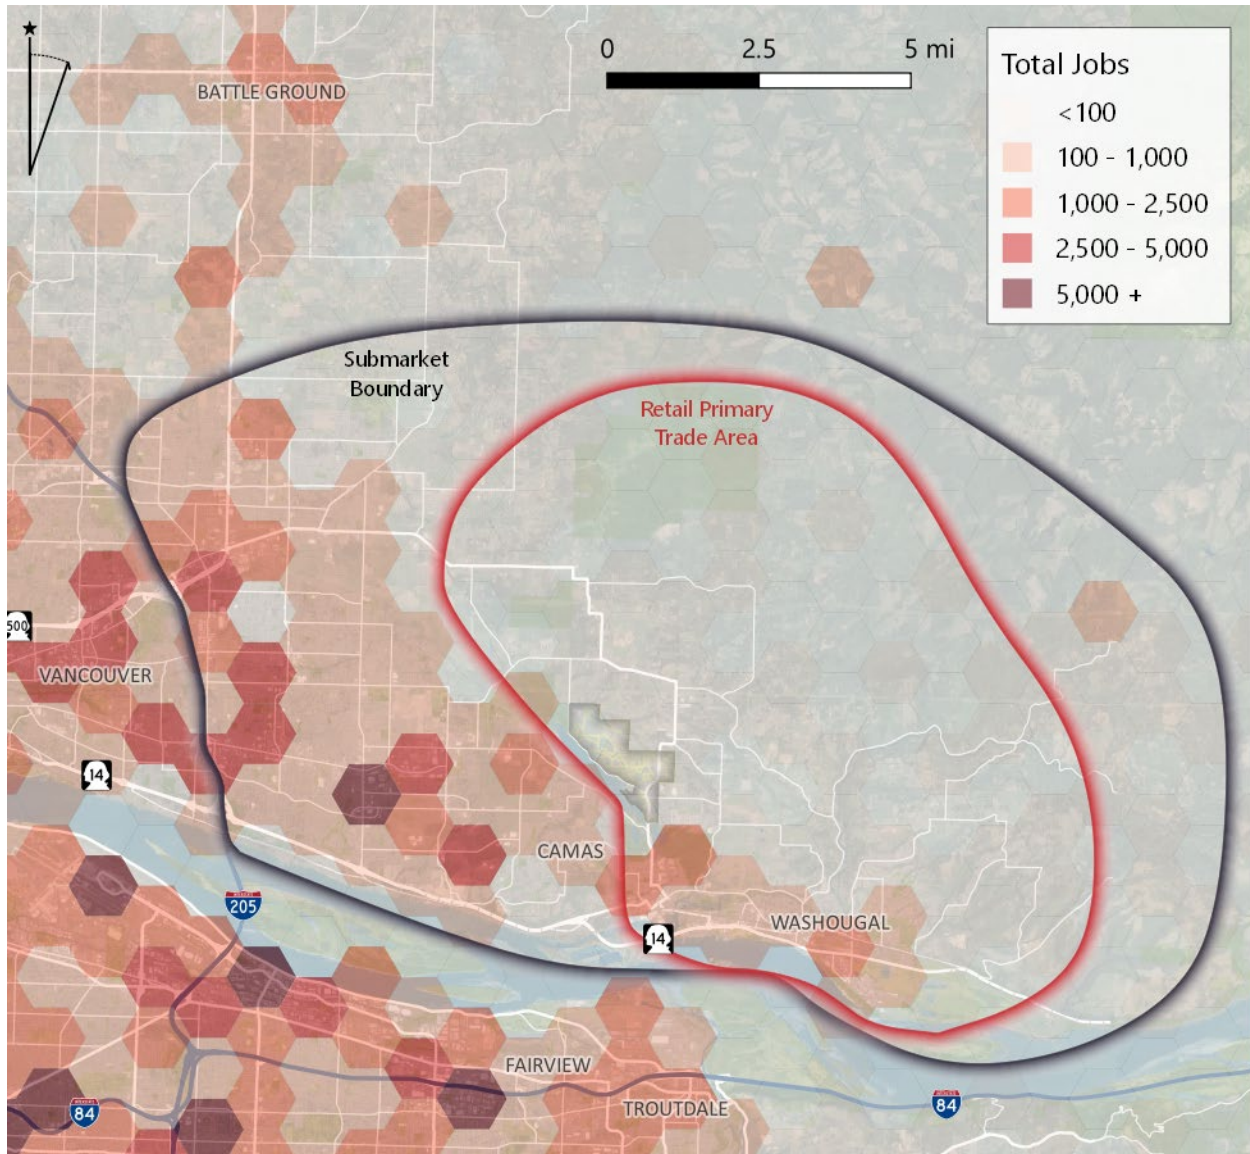 0 2.5 5 mi
Total Jobs
<100
100 - 1,000
1,000 - 2,500
2,500 - 5,000
5,000 +
BATTLE GROUND
Submarket
Boundary
Retail Primary
Trade Area
500
VANCOUVER
14
CAMAS
205
WASHOUGAL
14
FAIRVIEW
TROUTDALE
84
84